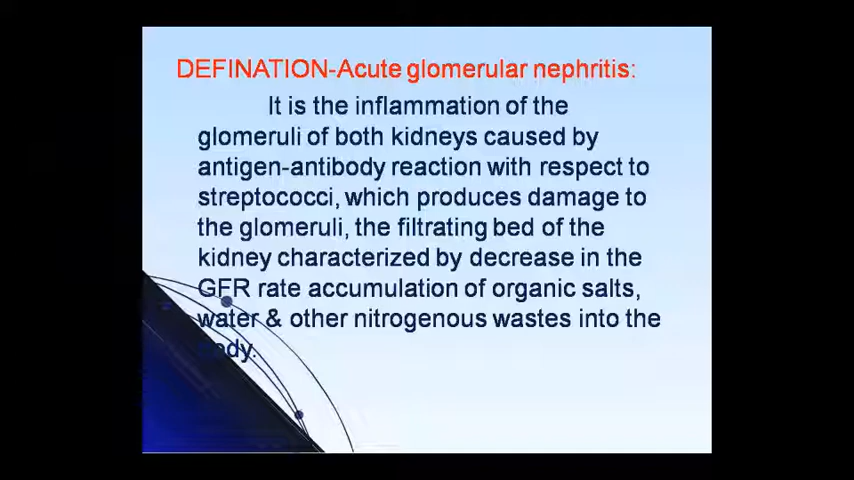 DEFINATION-Acute glomerular nephritis:
It is the inflammation of the
glomeruli of both kidneys caused by
antigen-antibody reaction with respect to
streptococci, which produces damage to
the glomeruli, the filtrating bed of the
kidney characterized by decrease in the
GFR rate accumulation of organic salts,
water & other nitrogenous wastes into the
body.